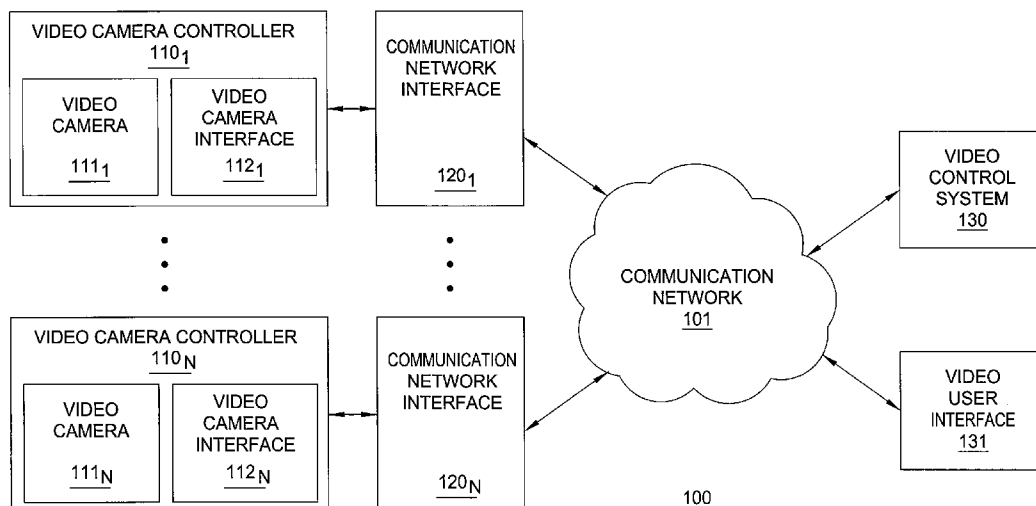 VIDEO CAMERA CONTROLLER
110₁
VIDEO
CAMERA
111₁
VIDEO
CAMERA
INTERFACE
112₁
COMMUNICATION
NETWORK
INTERFACE
120₁
VIDEO CAMERA CONTROLLER
110N
VIDEO
CAMERA
111N
VIDEO
CAMERA
INTERFACE
112N
COMMUNICATION
NETWORK
INTERFACE
120N
COMMUNICATION
NETWORK
101
VIDEO
CONTROL
SYSTEM
130
VIDEO
USER
INTERFACE
131
100